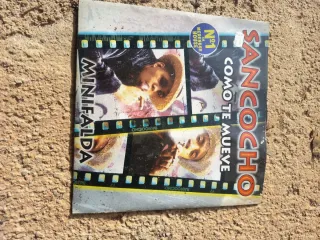 SANCOCHO
Nº1
COMO TE MUEVE
MINIFALDA